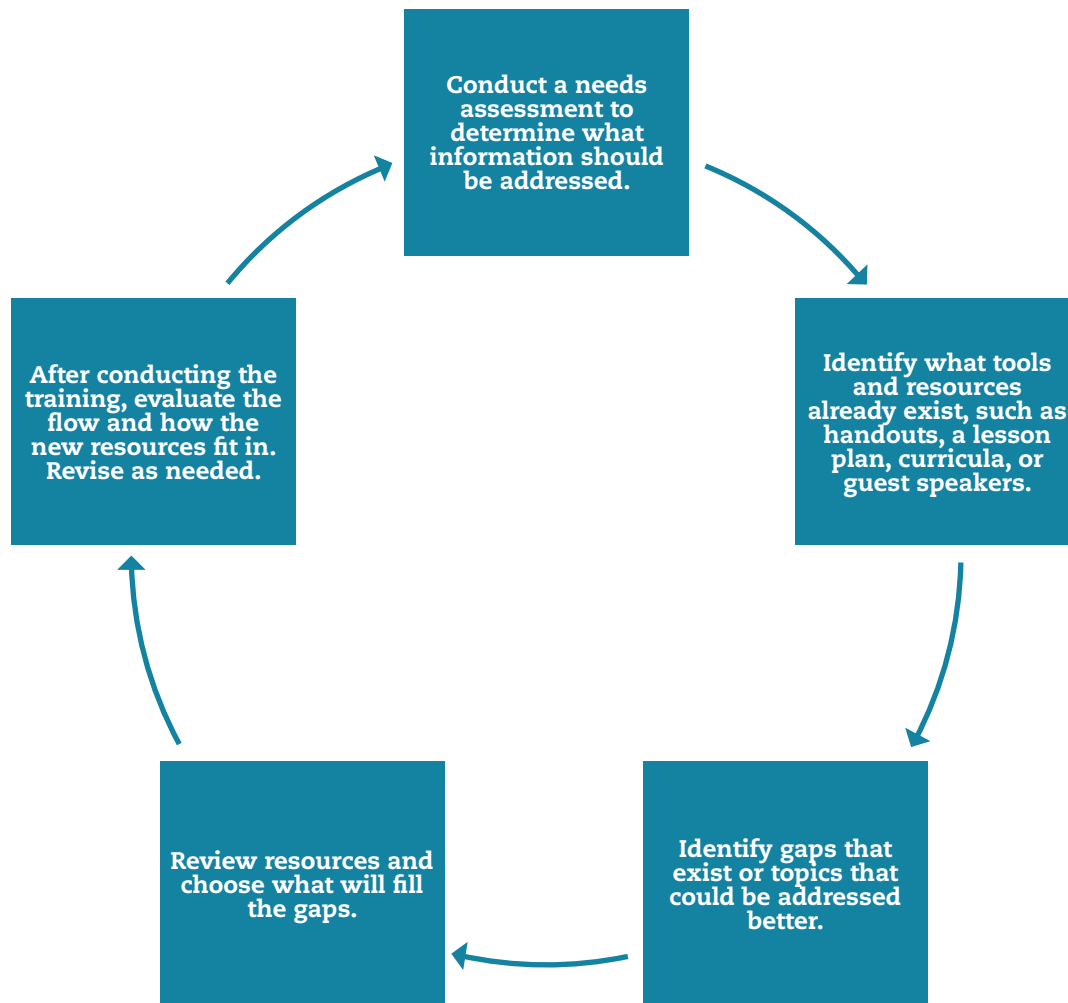 Conduct a needs
assessment to
determine what
information should
be addressed.
Identify what tools
and resources
already exist, such as
handouts, a lesson
plan, curricula, or
guest speakers.
Identify gaps that
exist or topics that
could be addressed
better.
Review resources and
choose what will fill
the gaps.
After conducting the
training, evaluate the
flow and how the
new resources fit in.
Revise as needed.